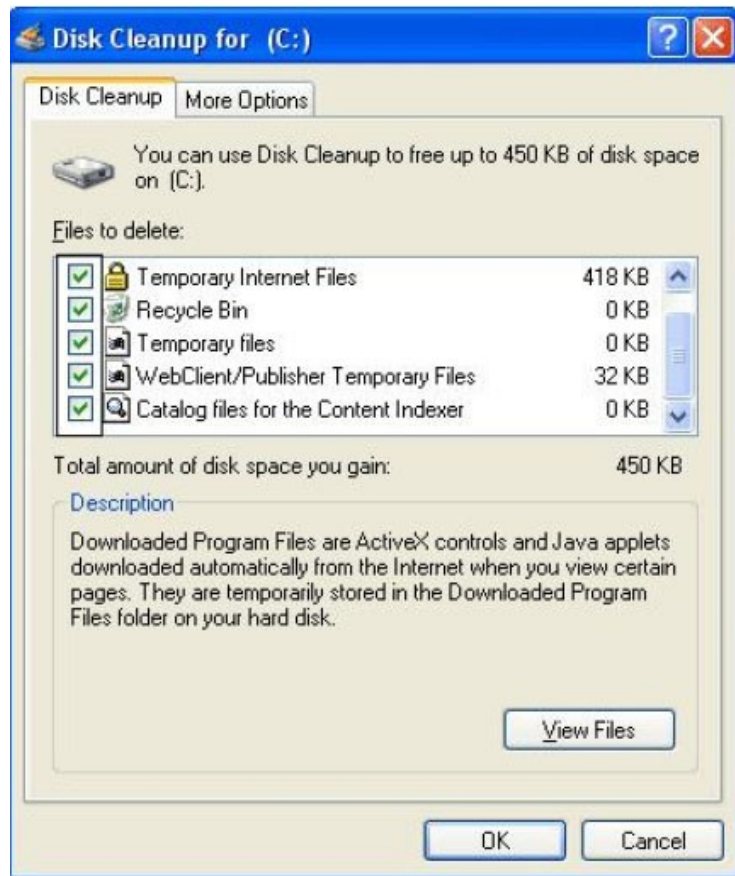 Disk Cleanup for (C:)
Disk Cleanup More Options
You can use Disk Cleanup to free up to 450 KB of disk space
on (C:).
Files to delete:
Temporary Internet Files 418 KB
Recycle Bin 0 KB
Temporary files 0 KB
WebClient/Publisher Temporary Files 32 KB
Catalog files for the Content Indexer 0 KB
Total amount of disk space you gain: 450 KB
Description
Downloaded Program Files are ActiveX controls and Java applets
downloaded automatically from the Internet when you view certain
pages. They are temporarily stored in the Downloaded Program
Files folder on your hard disk.
View Files
OK Cancel